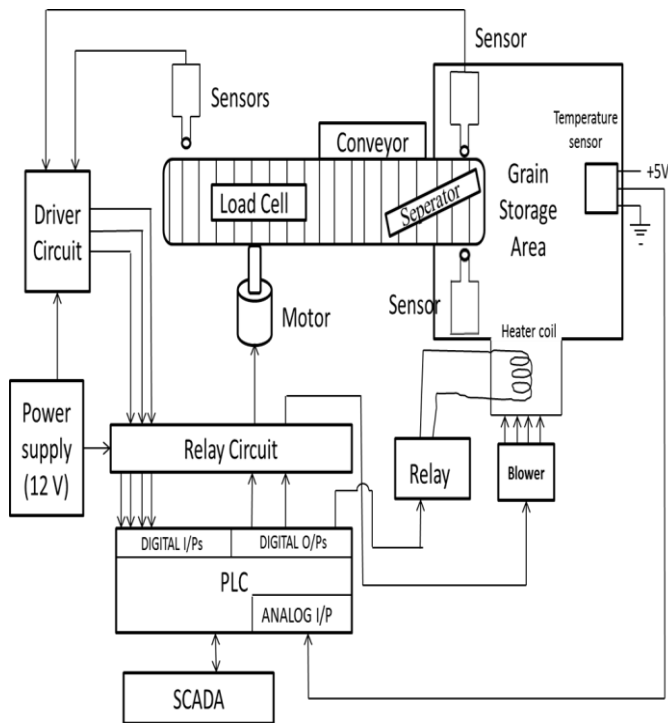 Sensor
Sensors
Conveyor
Temperature
sensor
+5V
Driver
Circuit
Load Cell
Seperator
Grain
Storage
Area
Motor
Sensor
Heater coil
Power
supply
(12 V)
Relay Circuit
Relay
Blower
DIGITAL I/Ps
DIGITAL O/Ps
PLC
ANALOG I/P
SCADA